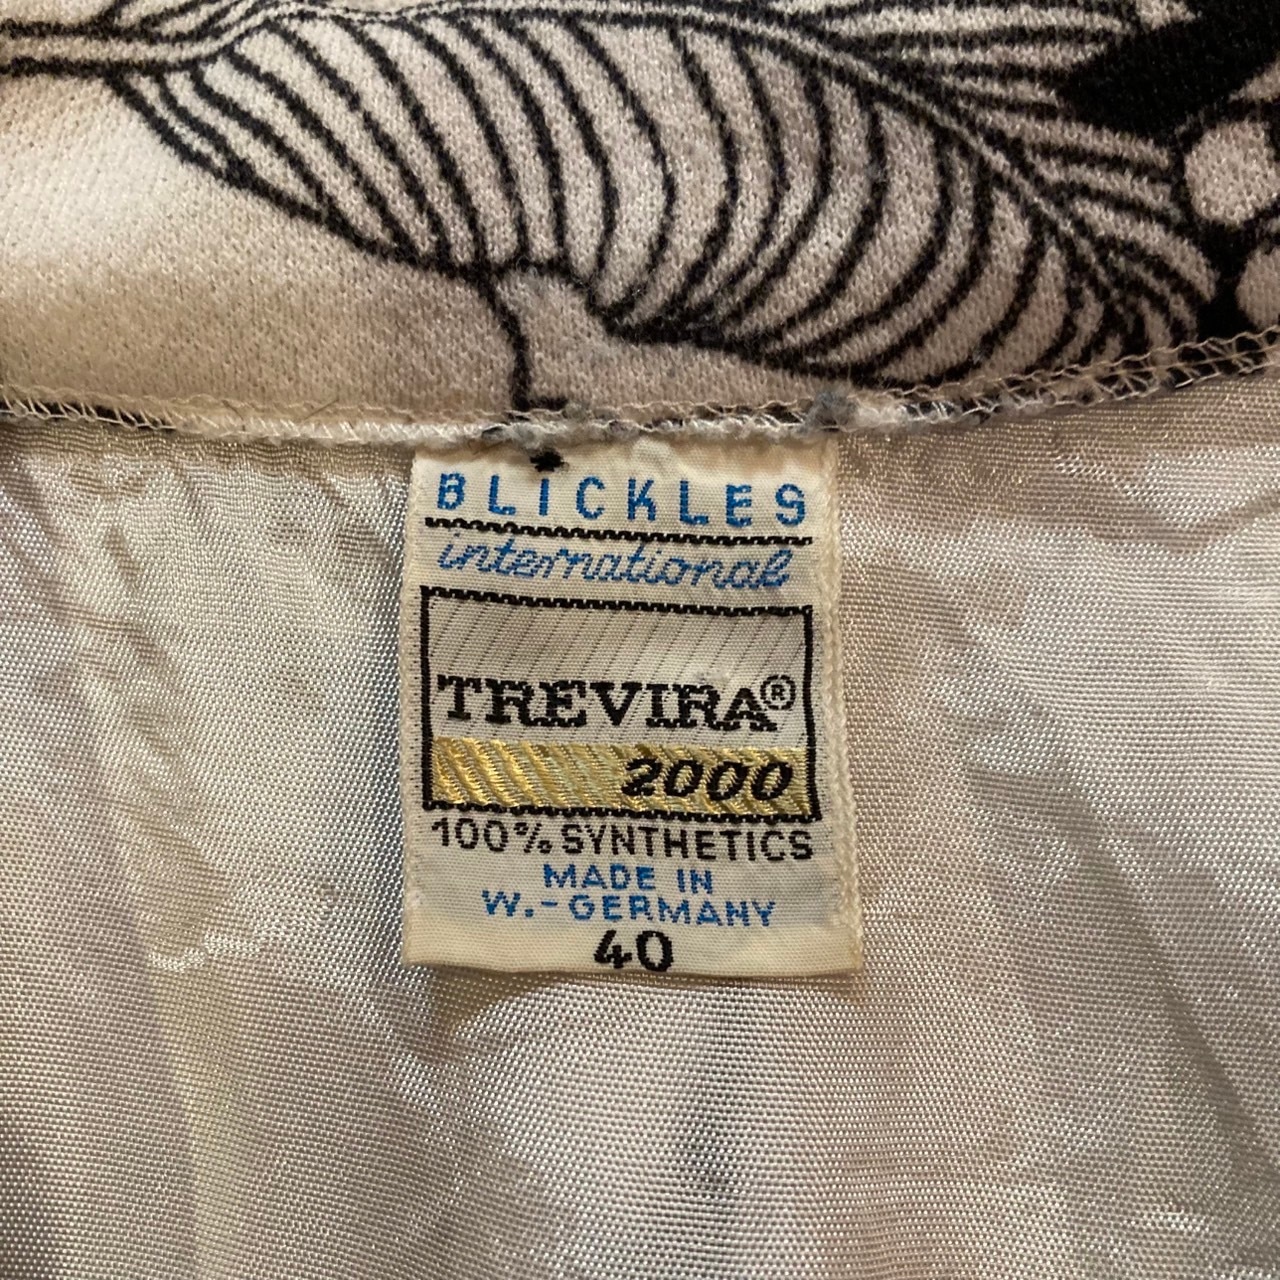 BLICKLES
international
TREVIRA®
2000
100% SYNTHETICS
MADE IN
W.-GERMANY
40